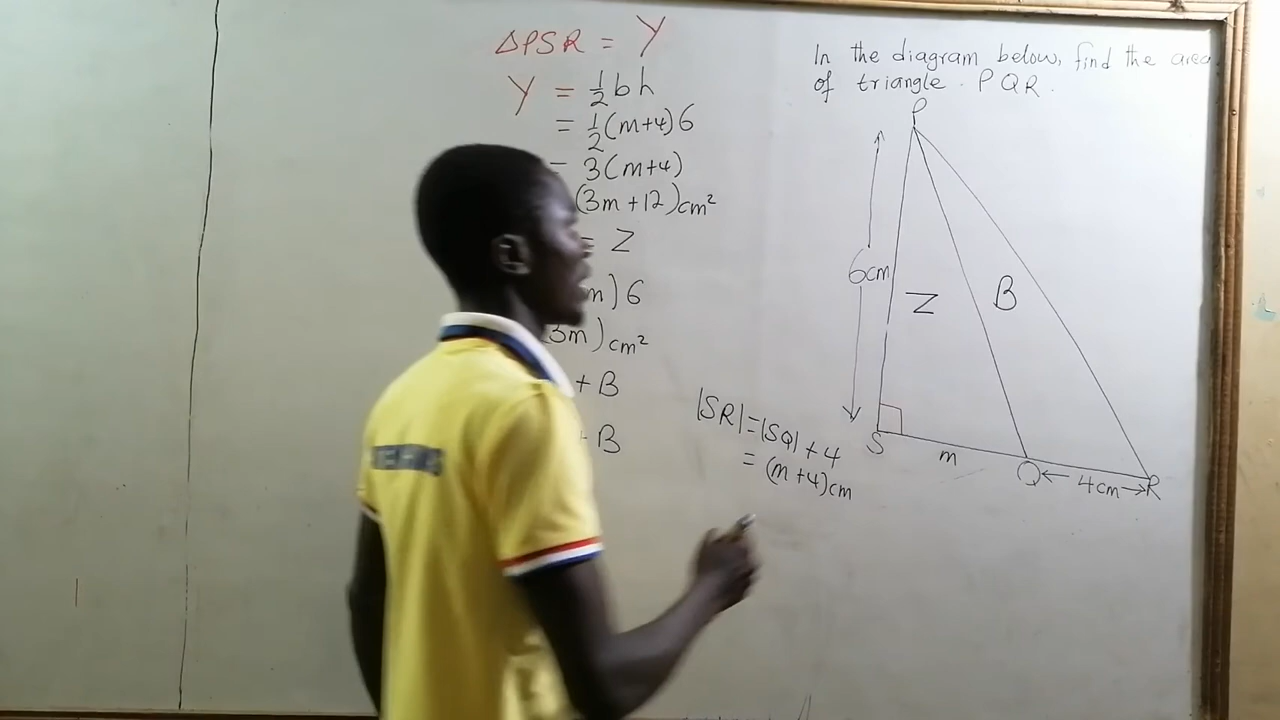 ΔPSR = Y
Y = ½bh
= ½(m+4)6
= 3(m+4)
(3m+12)cm²
= Z
m)6
3m)cm²
+ B
+ B
|SR| = |SQ| + 4
= (m+4)cm
In the diagram below, find the area
of triangle PQR.
P
6cm
Z
B
S
m
Q
4cm
R